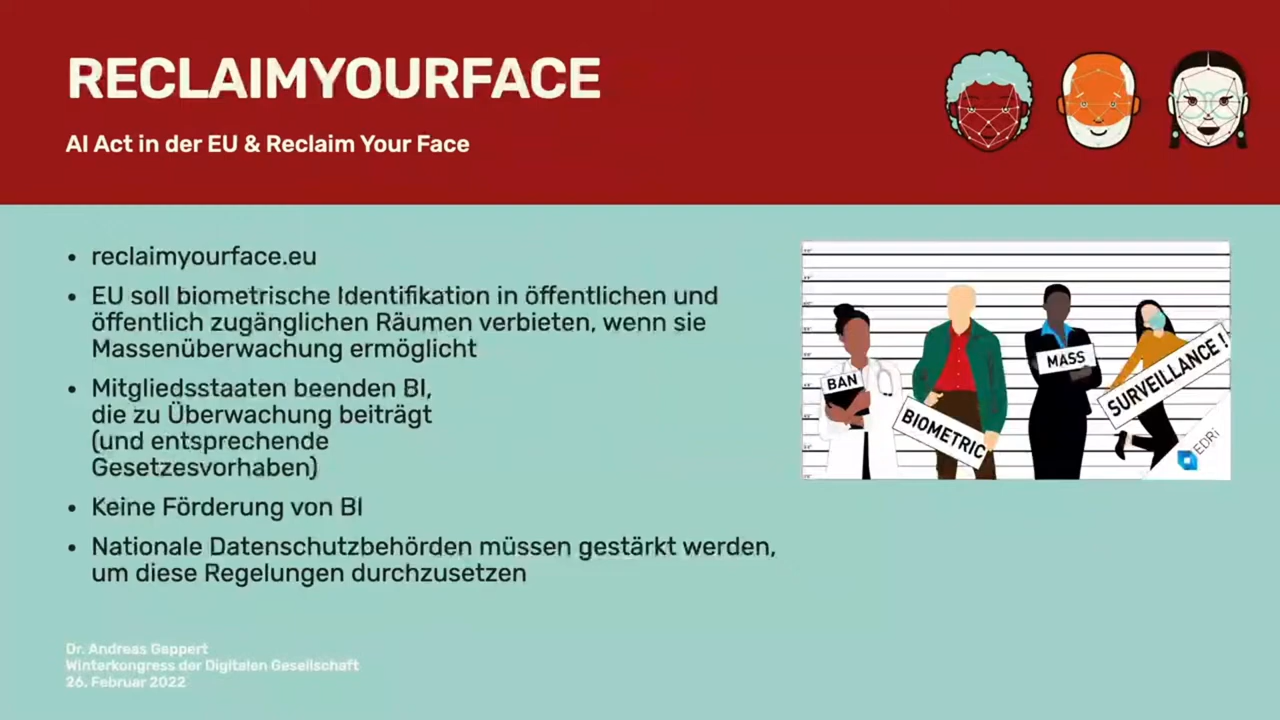 RECLAIMYOURFACE
AI Act in der EU & Reclaim Your Face
• reclaimyourface.eu
• EU soll biometrische Identifikation in öffentlichen und
öffentlich zugänglichen Räumen verbieten, wenn sie
Massenüberwachung ermöglicht
• Mitgliedsstaaten beenden BI,
die zu Überwachung beiträgt
(und entsprechende
Gesetzesvorhaben)
• Keine Förderung von BI
• Nationale Datenschutzbehörden müssen gestärkt werden,
um diese Regelungen durchzusetzen
BAN
BIOMETRIC
MASS
SURVEILLANCE !
EDRi
Dr. Andreas Geppert
Winterkongress der Digitalen Gesellschaft
26. Februar 2022